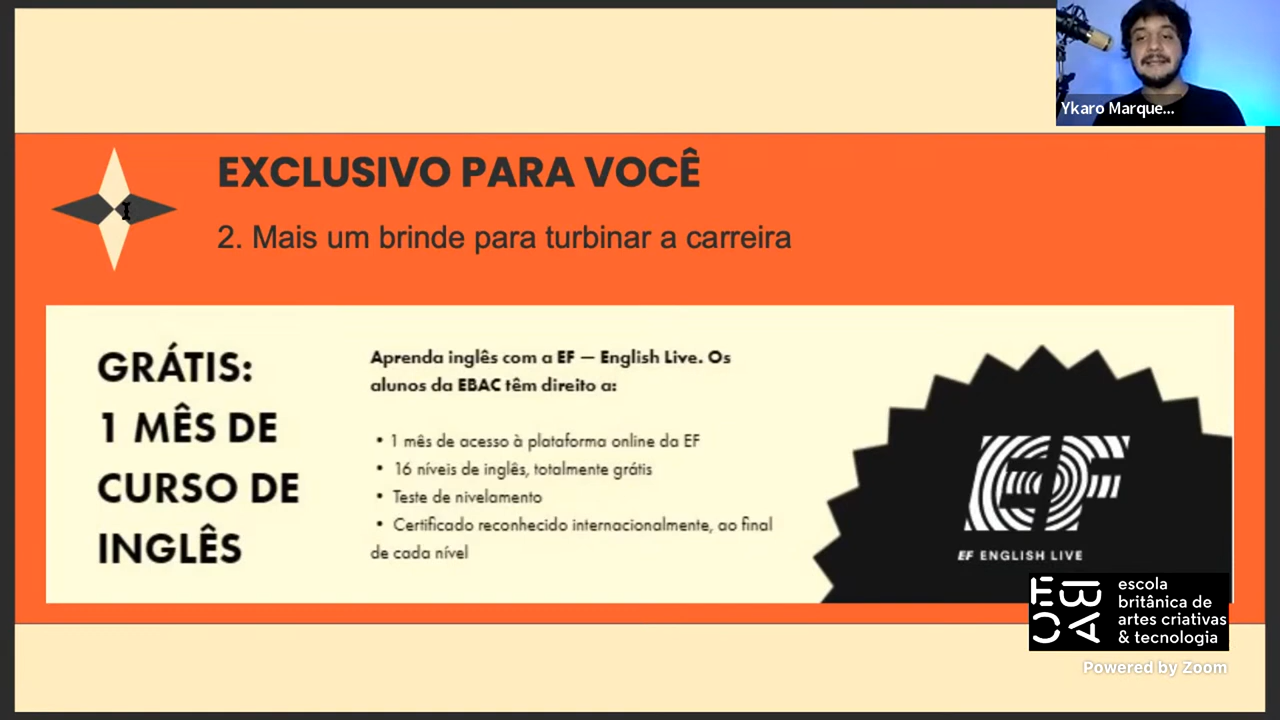 Ykaro Marque...
EXCLUSIVO PARA VOCÊ
2. Mais um brinde para turbinar a carreira
GRÁTIS:
1 MÊS DE
CURSO DE
INGLÊS
Aprenda inglês com a EF — English Live. Os
alunos da EBAC têm direito a:
• 1 mês de acesso à plataforma online da EF
• 16 níveis de inglês, totalmente grátis
• Teste de nivelamento
• Certificado reconhecido internacionalmente, ao final
de cada nível
EF
EF ENGLISH LIVE
EBAC
escola
britânica de
artes criativas
& tecnologia
Powered by Zoom